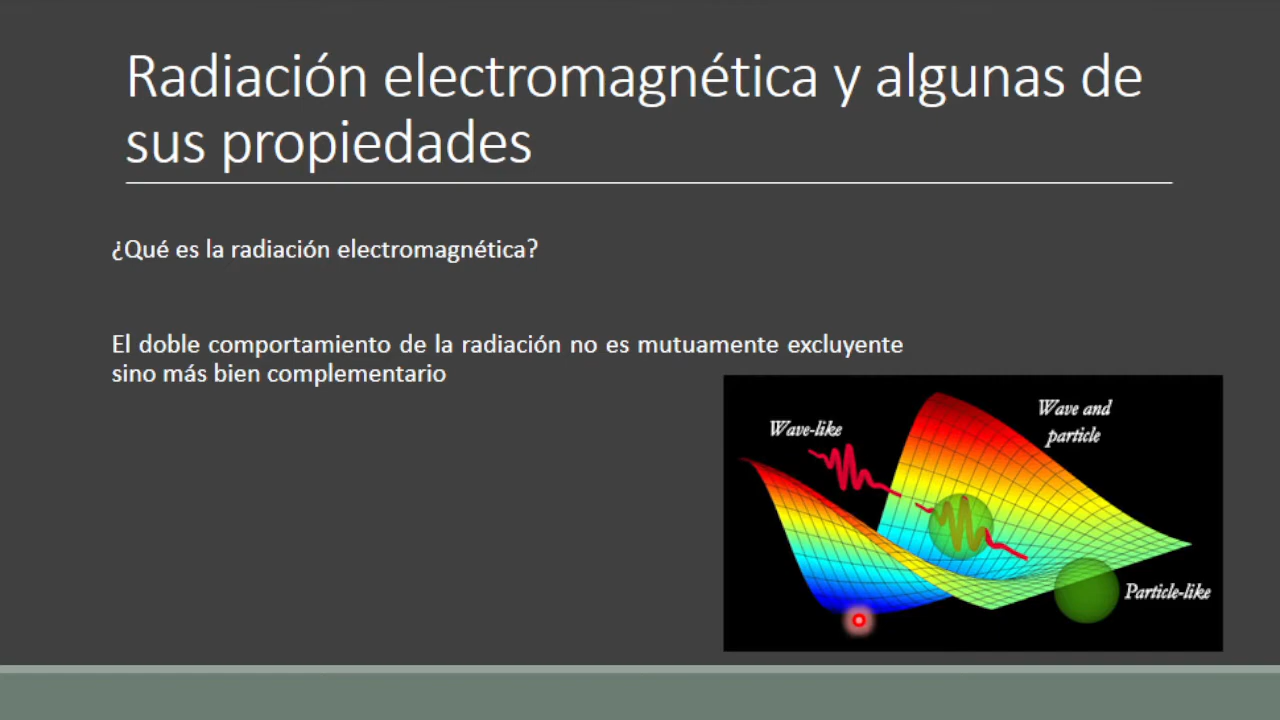 Radiación electromagnética y algunas de
sus propiedades
¿Qué es la radiación electromagnética?
El doble comportamiento de la radiación no es mutuamente excluyente
sino más bien complementario
Wave-like
Wave and
particle
Particle-like